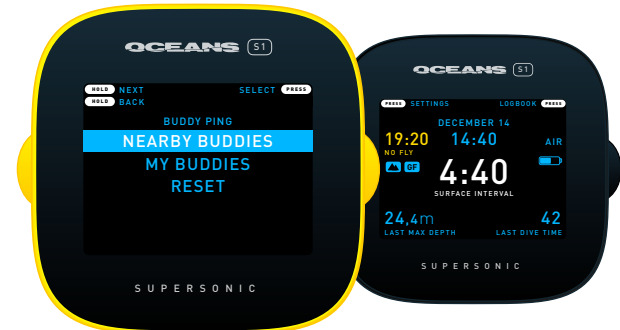 OCEANS S1
HOLD NEXT SELECT PRESS
HOLD BACK
BUDDY PING
NEARBY BUDDIES
MY BUDDIES
RESET
SUPERSONIC
OCEANS S1
PRESS SETTINGS LOGBOOK PRESS
DECEMBER 14
19:20 14:40 AIR
NO FLY
GF
4:40
SURFACE INTERVAL
24,4m 42
LAST MAX DEPTH LAST DIVE TIME
SUPERSONIC